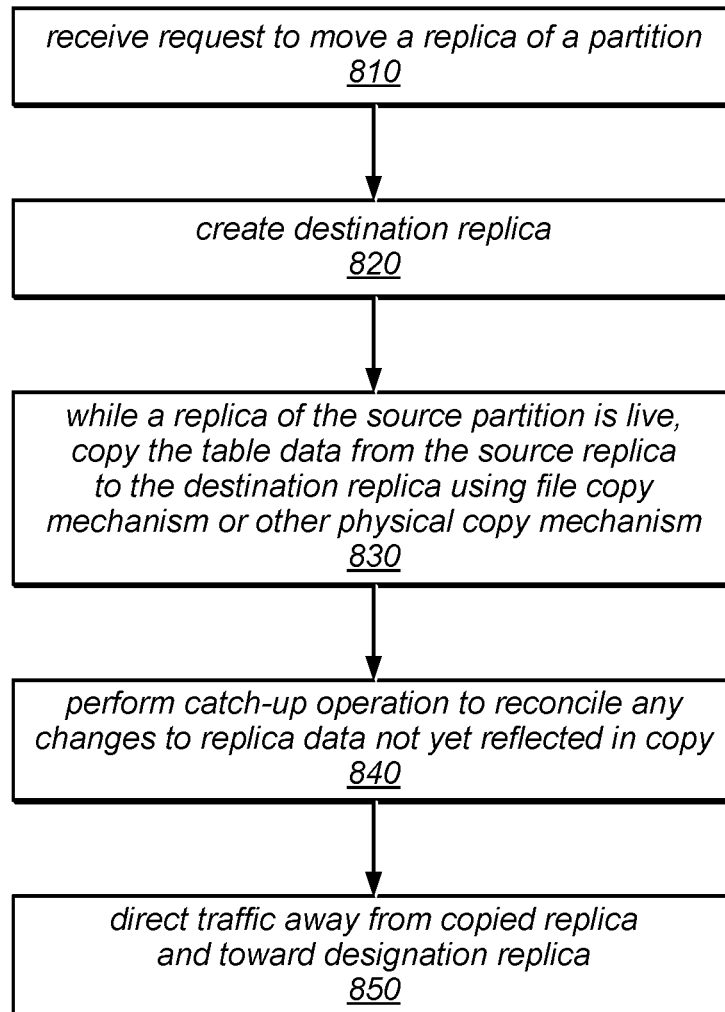 receive request to move a replica of a partition
810
create destination replica
820
while a replica of the source partition is live,
copy the table data from the source replica
to the destination replica using file copy
mechanism or other physical copy mechanism
830
perform catch-up operation to reconcile any
changes to replica data not yet reflected in copy
840
direct traffic away from copied replica
and toward designation replica
850